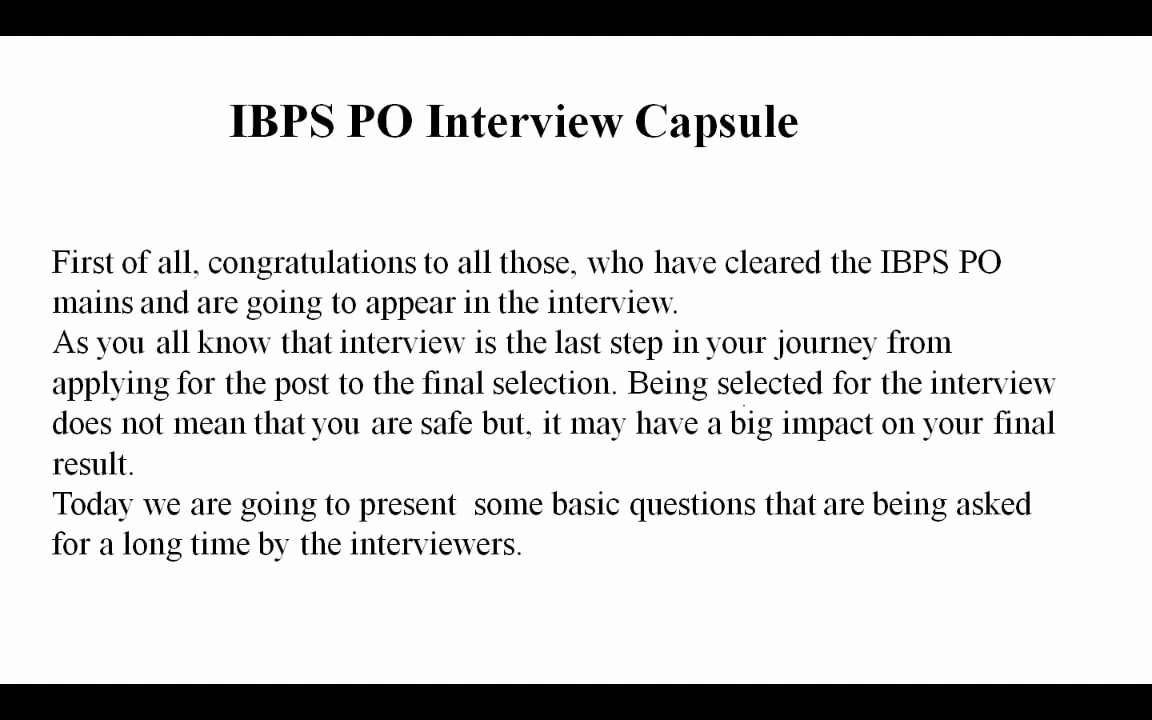 IBPS PO Interview Capsule
First of all, congratulations to all those, who have cleared the IBPS PO
mains and are going to appear in the interview.
As you all know that interview is the last step in your journey from
applying for the post to the final selection. Being selected for the interview
does not mean that you are safe but, it may have a big impact on your final
result.
Today we are going to present some basic questions that are being asked
for a long time by the interviewers.